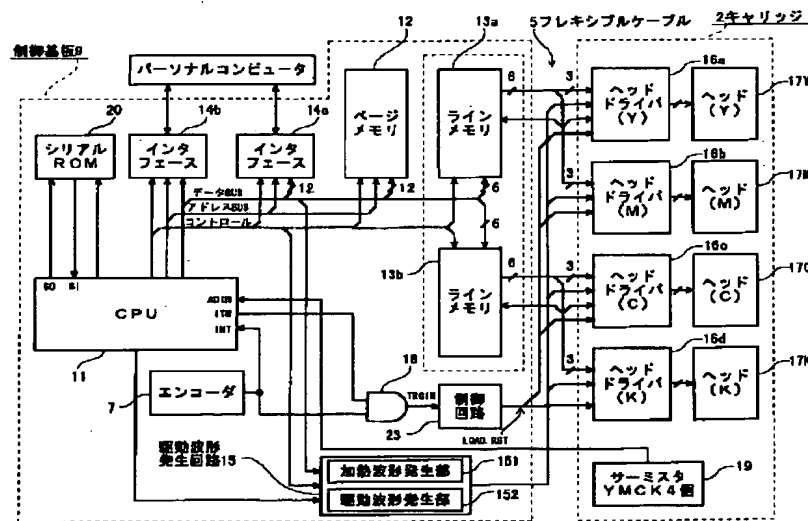 制御基板9
パーソナルコンピュータ
20
シリアル
ROM
14b
インタ
フェース
14a
インタ
フェース
12
ページ
メモリ
13a
ライン
メモリ
13b
ライン
メモリ
5フレキシブルケーブル
2キャリッジ
データBUS
アドレスBUS
コントロール
12
12
6
6
6
6
3
3
3
3
16a
ヘッド
ドライバ
(Y)
ヘッド
(Y)
17Y
16b
ヘッド
ドライバ
(M)
ヘッド
(M)
17M
16c
ヘッド
ドライバ
(C)
ヘッド
(C)
17C
16d
ヘッド
ドライバ
(K)
ヘッド
(K)
17K
SO
SI
CPU
INT
11
エンコーダ
7
18
TRGIN
制御
回路
23
LOAD.RST
駆動波形
発生回路15
加熱波形発生部
151
駆動波形発生部
152
サーミスタ
YMCK4個
19